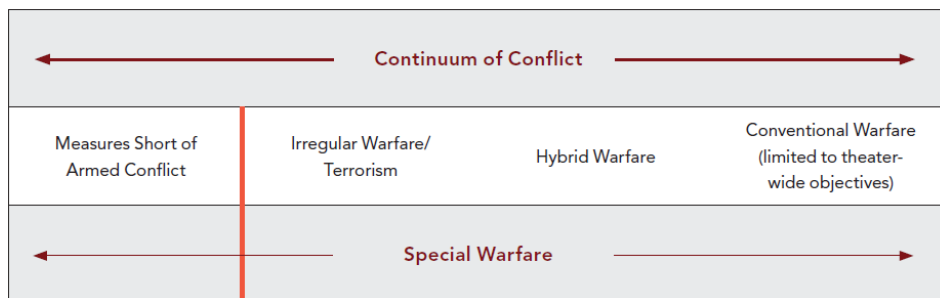 Continuum of Conflict
Measures Short of
Armed Conflict
Irregular Warfare/
Terrorism
Hybrid Warfare
Conventional Warfare
(limited to theater-
wide objectives)
Special Warfare